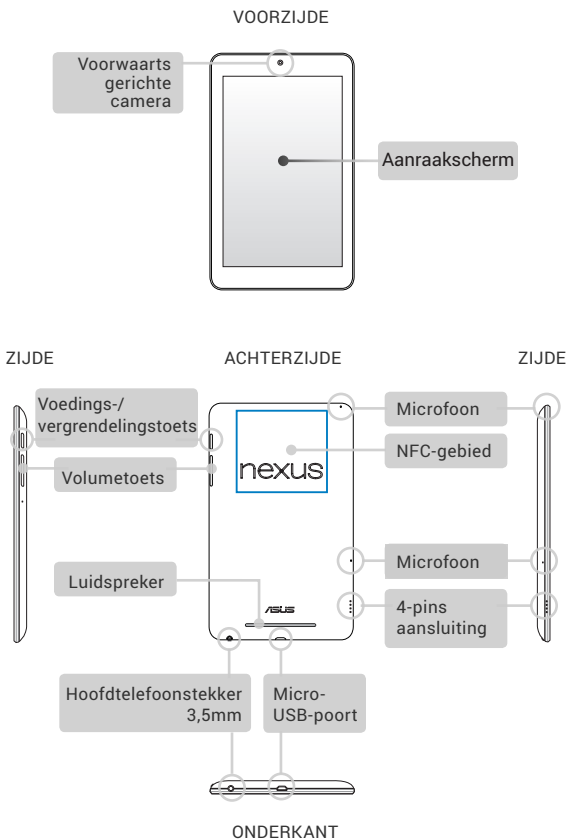 VOORZIJDE
Voorwaarts
gerichte
camera
Aanraakscherm
ZIJDE
ACHTERZIJDE
ZIJDE
Voedings-/
vergrendelingstoets
Microfoon
nexus
NFC-gebied
Volumetoets
Microfoon
Luidspreker
ASUS
4-pins
aansluiting
Hoofdtelefoonstekker
3,5mm
Micro-
USB-poort
ONDERKANT